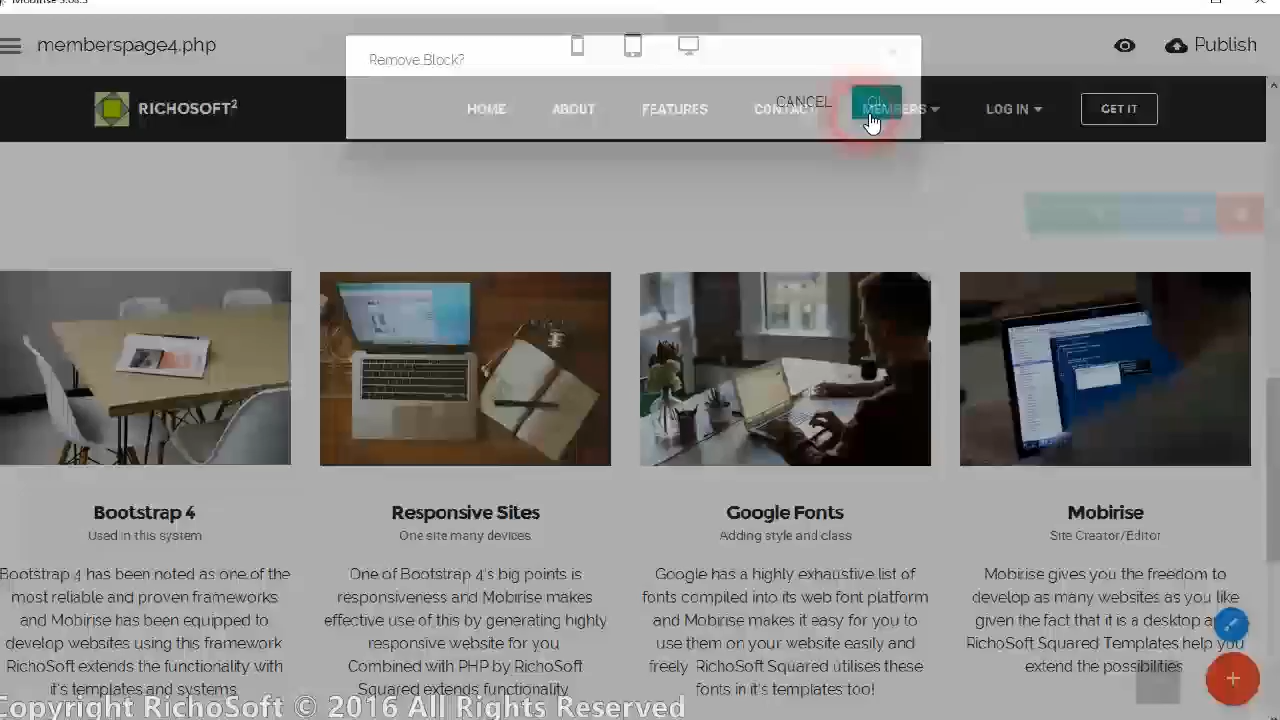 memberspage4.php
Publish
Remove Block?
CANCEL
RICHOSOFT²
HOME
ABOUT
FEATURES
CONTACT
MEMBERS
LOG IN
GET IT
Bootstrap 4
Used in this system
Bootstrap 4 has been noted as one of the
most reliable and proven frameworks
and Mobirise has been equipped to
develop websites using this framework
RichoSoft extends the functionality with
it's templates and systems
Responsive Sites
One site many devices
One of Bootstrap 4's big points is
responsiveness and Mobirise makes
effective use of this by generating highly
responsive website for you
Combined with PHP by RichoSoft
Squared extends functionality
Google Fonts
Adding style and class
Google has a highly exhaustive list of
fonts compiled into its web font platform
and Mobirise makes it easy for you to
use them on your website easily and
freely. RichoSoft Squared utilises these
fonts in it's templates too!
Mobirise
Site Creator/Editor
Mobirise gives you the freedom to
develop as many websites as you like
given the fact that it is a desktop
RichoSoft Squared Templates help you
extend the possibilities
Copyright RichoSoft © 2016 All Rights Reserved